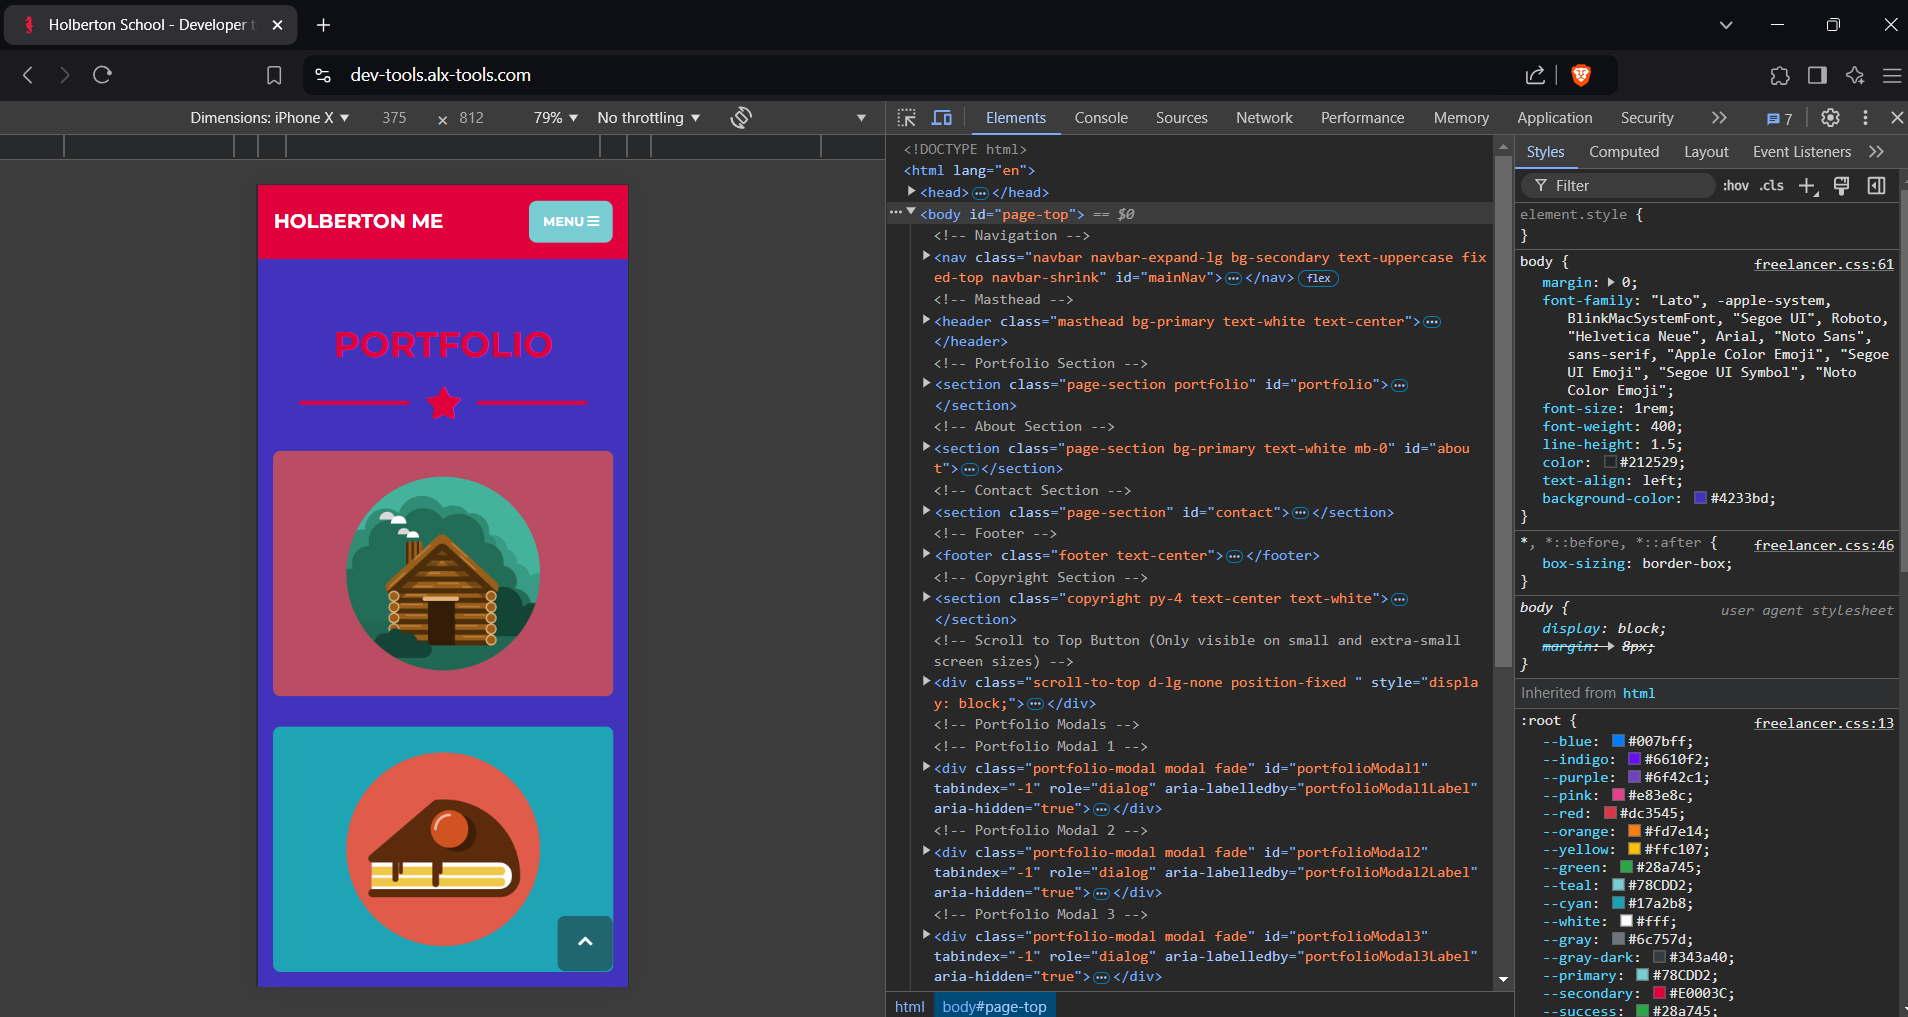 Holberton School - Developer t
dev-tools.alx-tools.com
Dimensions: iPhone X 375 × 812 79% No throttling
Elements Console Sources Network Performance Memory Application Security 7
HOLBERTON ME
MENU
PORTFOLIO
<!DOCTYPE html>
<html lang="en">
<head> ••• </head>
••• <body id="page-top"> == $0
<!-- Navigation -->
<nav class="navbar navbar-expand-lg bg-secondary text-uppercase fix
ed-top navbar-shrink" id="mainNav"> ••• </nav> flex
<!-- Masthead -->
<header class="masthead bg-primary text-white text-center"> •••
</header>
<!-- Portfolio Section -->
<section class="page-section portfolio" id="portfolio"> •••
</section>
<!-- About Section -->
<section class="page-section bg-primary text-white mb-0" id="abou
t"> ••• </section>
<!-- Contact Section -->
<section class="page-section" id="contact"> ••• </section>
<!-- Footer -->
<footer class="footer text-center"> ••• </footer>
<!-- Copyright Section -->
<section class="copyright py-4 text-center text-white"> •••
</section>
<!-- Scroll to Top Button (Only visible on small and extra-small
screen sizes) -->
<div class="scroll-to-top d-lg-none position-fixed " style="displa
y: block;"> ••• </div>
<!-- Portfolio Modals -->
<!-- Portfolio Modal 1 -->
<div class="portfolio-modal modal fade" id="portfolioModal1"
tabindex="-1" role="dialog" aria-labelledby="portfolioModal1Label"
aria-hidden="true"> ••• </div>
<!-- Portfolio Modal 2 -->
<div class="portfolio-modal modal fade" id="portfolioModal2"
tabindex="-1" role="dialog" aria-labelledby="portfolioModal2Label"
aria-hidden="true"> ••• </div>
<!-- Portfolio Modal 3 -->
<div class="portfolio-modal modal fade" id="portfolioModal3"
tabindex="-1" role="dialog" aria-labelledby="portfolioModal3Label"
aria-hidden="true"> ••• </div>
html body#page-top
Styles Computed Layout Event Listeners
Filter :hov .cls
element.style {
}
body { freelancer.css:61
margin: 0;
font-family: "Lato", -apple-system,
BlinkMacSystemFont, "Segoe UI", Roboto,
"Helvetica Neue", Arial, "Noto Sans",
sans-serif, "Apple Color Emoji", "Segoe
UI Emoji", "Segoe UI Symbol", "Noto
Color Emoji";
font-size: 1rem;
font-weight: 400;
line-height: 1.5;
color: #212529;
text-align: left;
background-color: #4233bd;
}
*, *::before, *::after { freelancer.css:46
box-sizing: border-box;
}
body { user agent stylesheet
display: block;
margin: 8px;
}
Inherited from html
:root { freelancer.css:13
--blue: #007bff;
--indigo: #6610f2;
--purple: #6f42c1;
--pink: #e83e8c;
--red: #dc3545;
--orange: #fd7e14;
--yellow: #ffc107;
--green: #28a745;
--teal: #78CDD2;
--cyan: #17a2b8;
--white: #fff;
--gray: #6c757d;
--gray-dark: #343a40;
--primary: #78CDD2;
--secondary: #E0003C;
--success: #28a745;